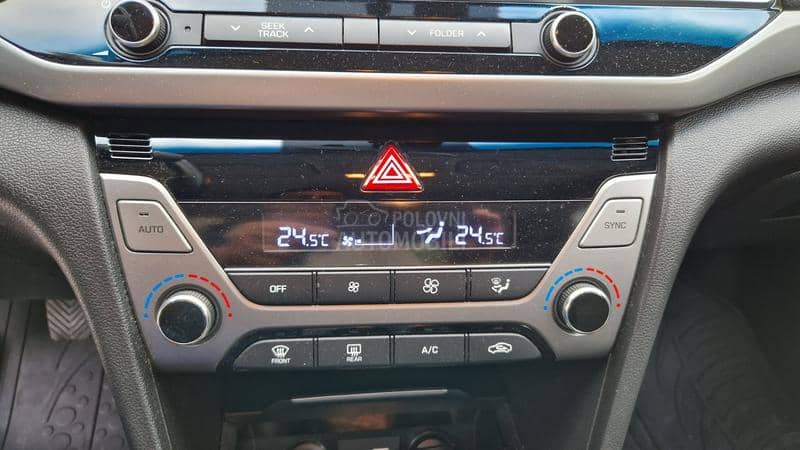 SEEK
TRACK
FOLDER
AUTO
24.5°C
24.5°C
SYNC
POLOVNI
AUTOMOBILI
OFF
FRONT
REAR
A/C